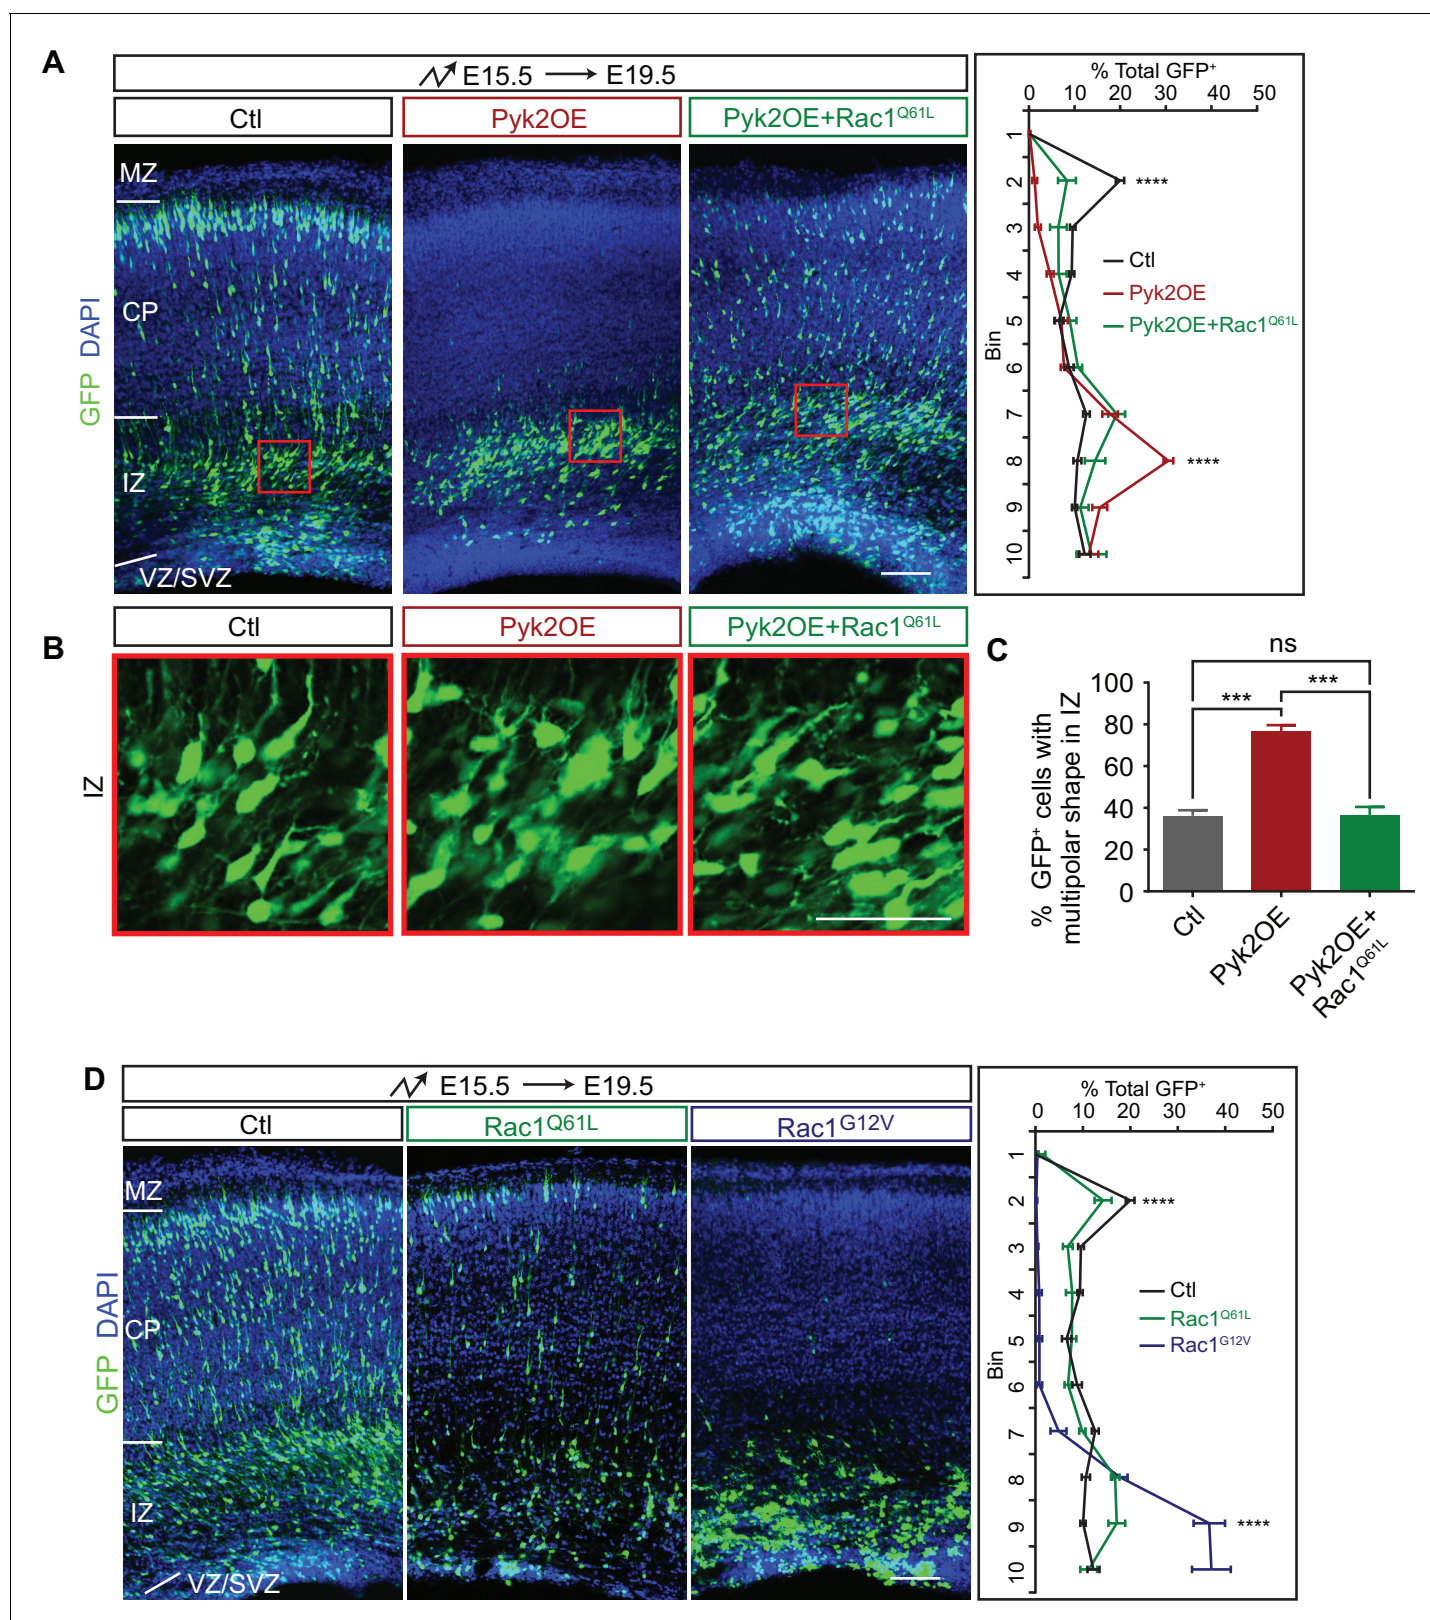 A
E15.5 → E19.5
Ctl
Pyk2OE
Pyk2OE+Rac1Q61L
MZ
CP
IZ
VZ/SVZ
GFP DAPI
% Total GFP+
0 10 20 30 40 50
1
2
3
4
5
6
7
8
9
10
Bin
****
Ctl
Pyk2OE
Pyk2OE+Rac1Q61L
****
B
Ctl
Pyk2OE
Pyk2OE+Rac1Q61L
IZ
C
ns
***
***
100
80
60
40
20
0
% GFP+ cells with
multipolar shape in IZ
Ctl
Pyk2OE
Pyk2OE+
Rac1Q61L
D
E15.5 → E19.5
Ctl
Rac1Q61L
Rac1G12V
MZ
CP
IZ
VZ/SVZ
GFP DAPI
% Total GFP+
0 10 20 30 40 50
1
2
3
4
5
6
7
8
9
10
Bin
****
Ctl
Rac1Q61L
Rac1G12V
****